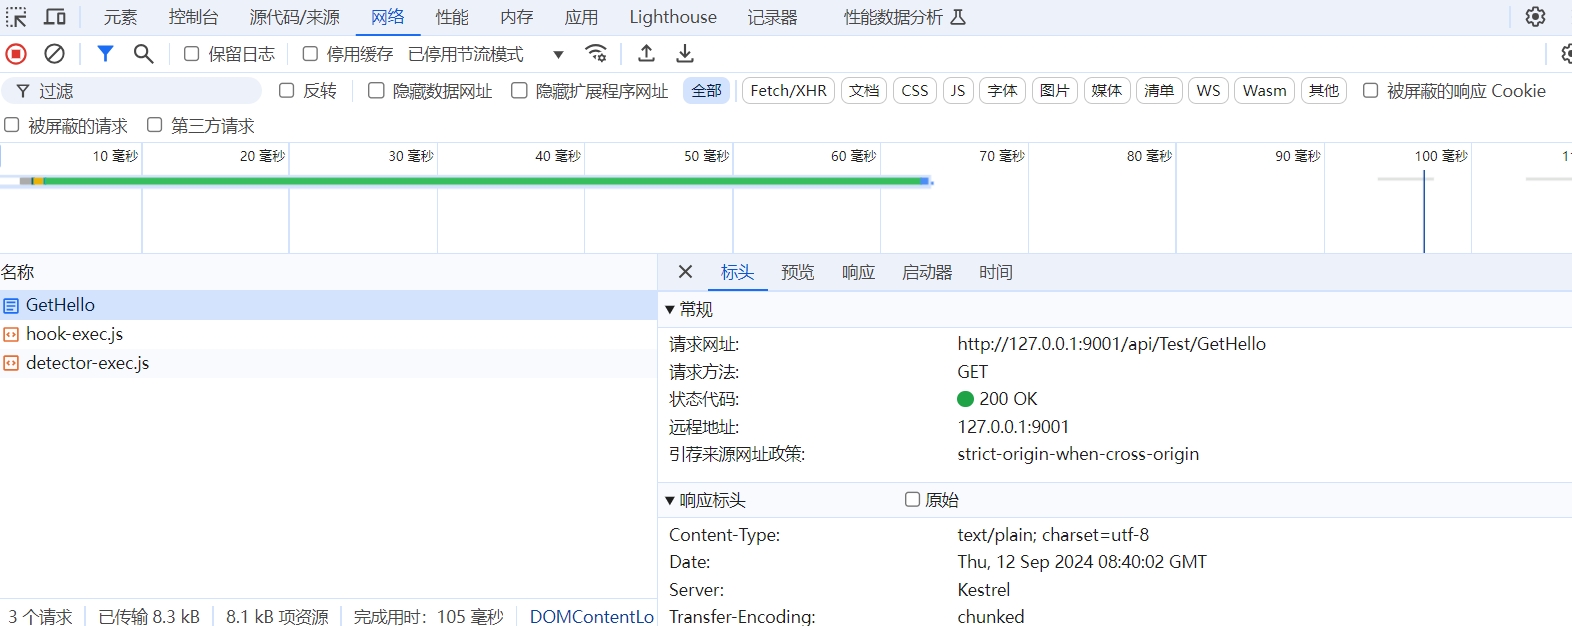 元素 控制台 源代码/来源 网络 性能 内存 应用 Lighthouse 记录器 性能数据分析
保留日志 停用缓存 已停用节流模式
过滤 反转 隐藏数据网址 隐藏扩展程序网址 全部 Fetch/XHR 文档 CSS JS 字体 图片 媒体 清单 WS Wasm 其他 被屏蔽的响应 Cookie
被屏蔽的请求 第三方请求
10 毫秒 20 毫秒 30 毫秒 40 毫秒 50 毫秒 60 毫秒 70 毫秒 80 毫秒 90 毫秒 100 毫秒
名称
GetHello
hook-exec.js
detector-exec.js
标头 预览 响应 启动器 时间
常规
请求网址: http://127.0.0.1:9001/api/Test/GetHello
请求方法: GET
状态代码: 200 OK
远程地址: 127.0.0.1:9001
引荐来源网址政策: strict-origin-when-cross-origin
响应标头 原始
Content-Type: text/plain; charset=utf-8
Date: Thu, 12 Sep 2024 08:40:02 GMT
Server: Kestrel
Transfer-Encoding: chunked
3 个请求 已传输 8.3 kB 8.1 kB 项资源 完成用时: 105 毫秒 DOMContentLo